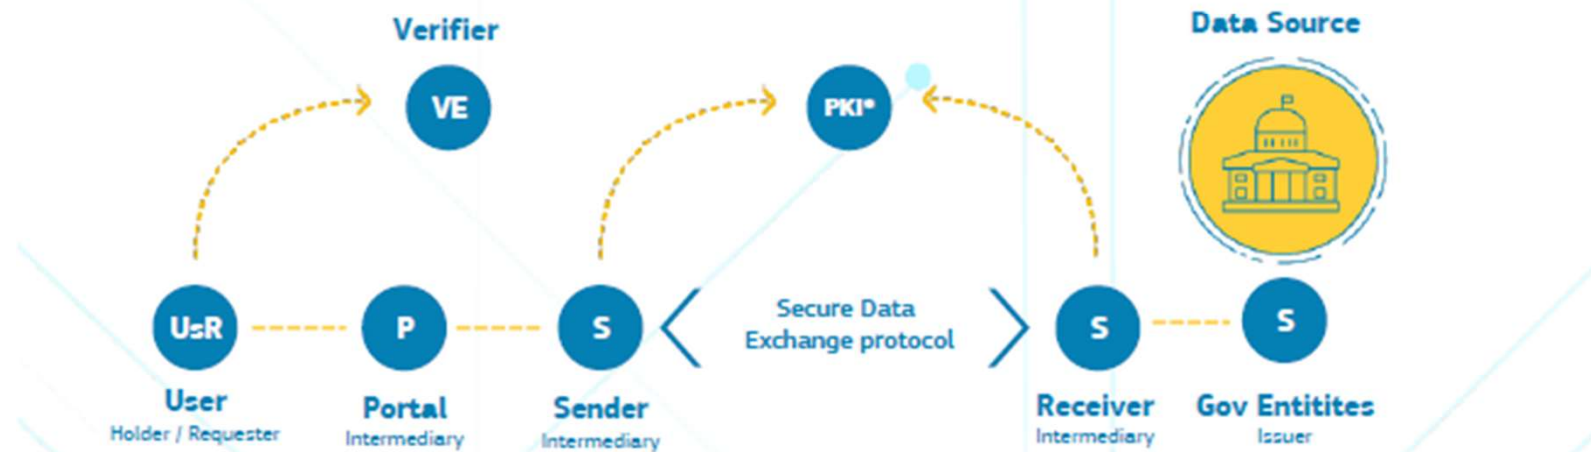 Verifier
Data Source
VE
PKI*
UsR
P
S
Secure Data
Exchange protocol
S
S
User
Holder / Requester
Portal
Intermediary
Sender
Intermediary
Receiver
Intermediary
Gov Entitites
Issuer